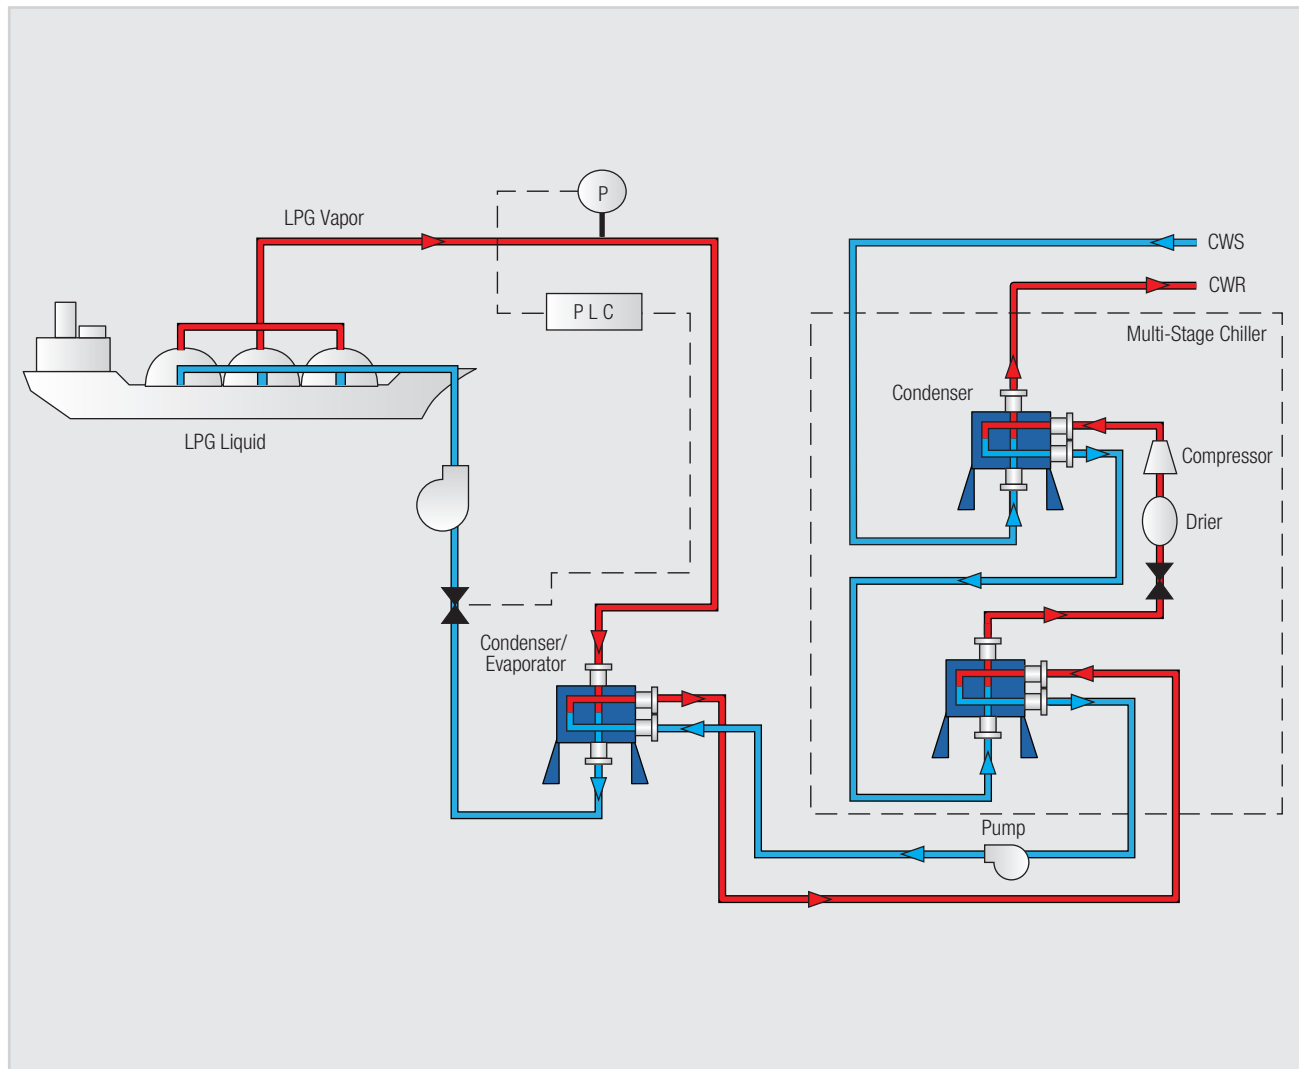 P
LPG Vapor
CWS
CWR
PLC
Multi-Stage Chiller
Condenser
LPG Liquid
Compressor
Drier
Condenser/
Evaporator
Pump